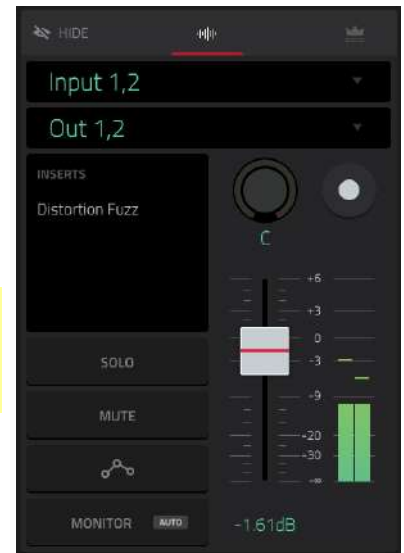 HIDE
Input 1,2
Out 1,2
INSERTS
Distortion Fuzz
C
+6
+3
0
-3
-9
-20
-30
-∞
SOLO
MUTE
MONITOR AUTO
-1.61dB